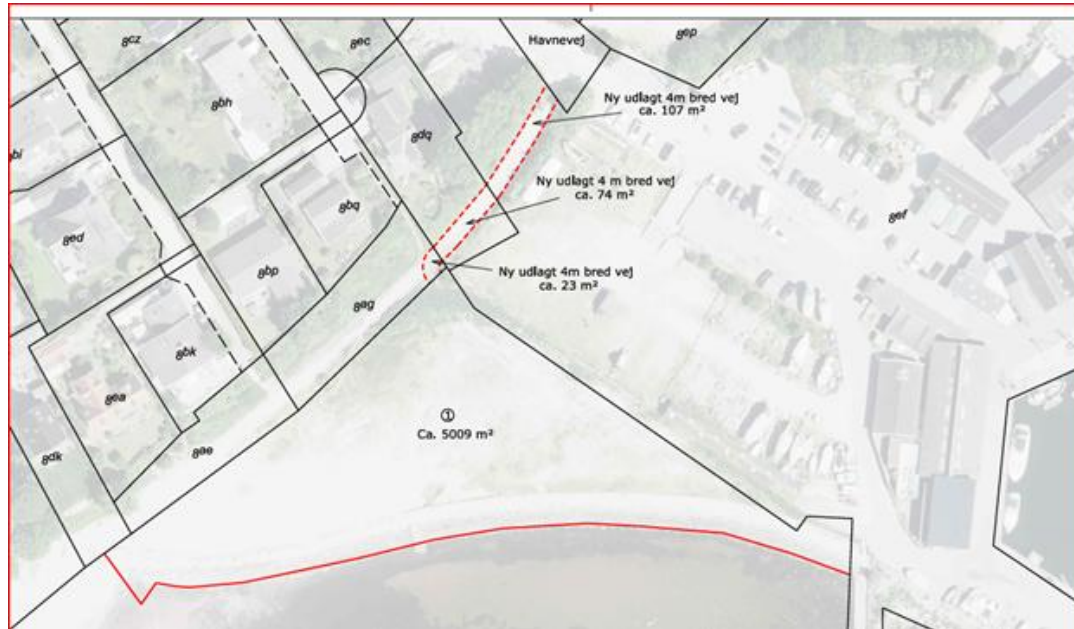 8cz
8ec
Havnevej
8ep
8bh
Ny udlagt 4m bred vej
ca. 107 m²
8bi
8dq
Ny udlagt 4 m bred vej
ca. 74 m²
8bq
8ef
8ed
8bp
Ny udlagt 4m bred vej
ca. 23 m²
8ag
8bk
8ea
①
Ca. 5009 m²
8dk
8ae